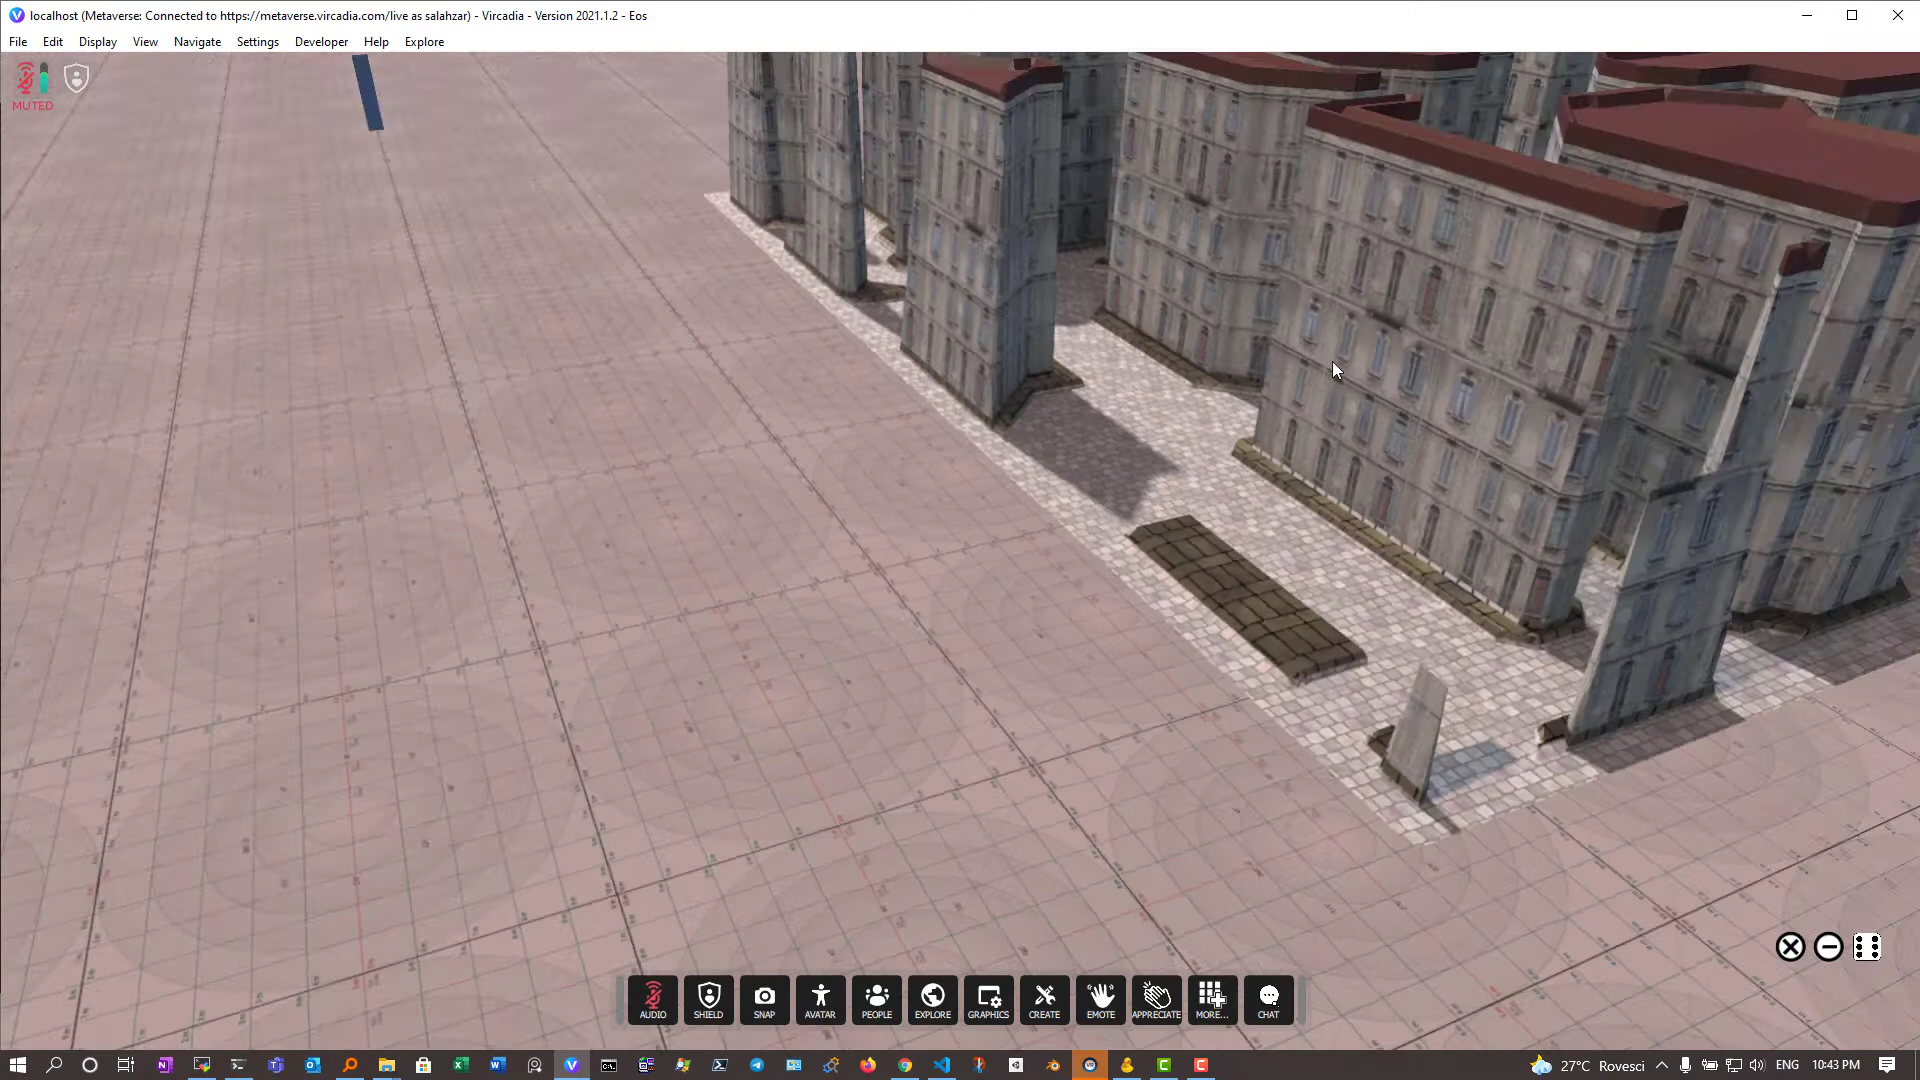 localhost (Metaverse: Connected to https://metaverse.vircadia.com/live as salahzar) - Vircadia - Version 2021.1.2 - Eos
File Edit Display View Navigate Settings Developer Help Explore
MUTED
AUDIO SHIELD SNAP AVATAR PEOPLE EXPLORE GRAPHICS CREATE EMOTE APPRECIATE MORE... CHAT
27°C Rovesci ENG 10:43 PM